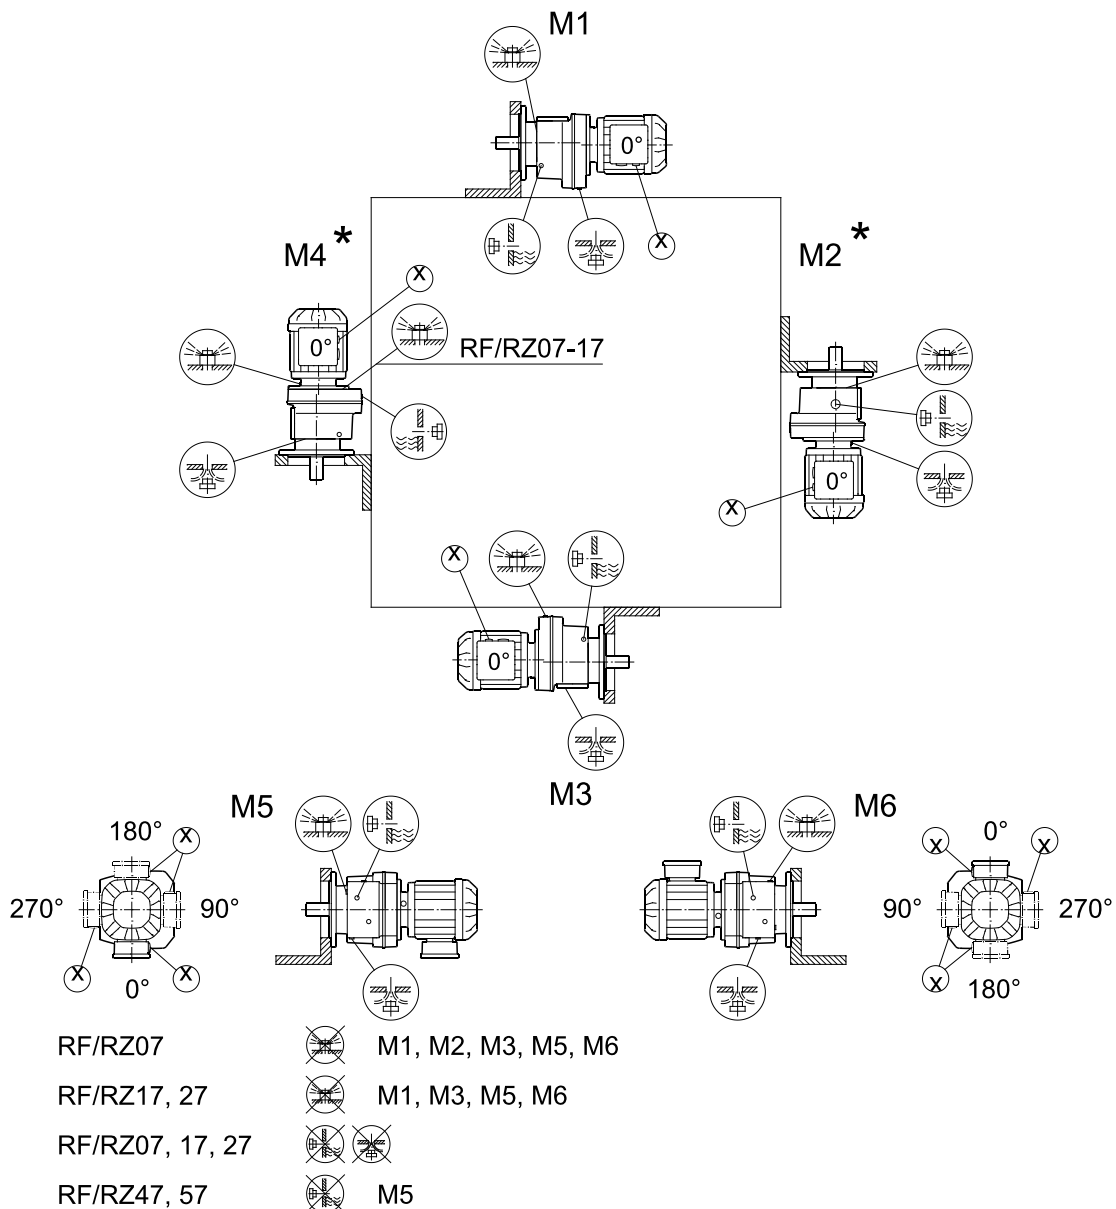 M1
0°
X
M4 *
M2 *
X
0°
RF/RZ07-17
0°
X
X
0°
M3
M5
M6
180°
X
270°
90°
X
0°
X
0°
X
X
90°
270°
X
180°
RF/RZ07 M1, M2, M3, M5, M6
RF/RZ17, 27 M1, M3, M5, M6
RF/RZ07, 17, 27
RF/RZ47, 57 M5